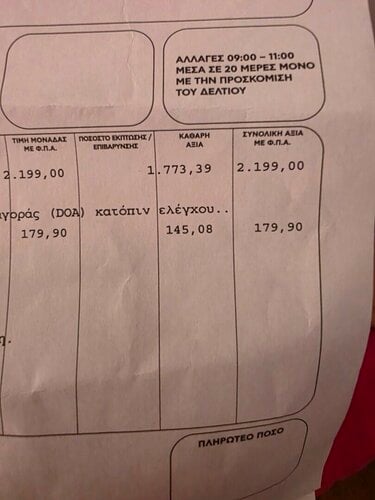 ΑΛΛΑΓΕΣ 09:00 – 11:00
ΜΕΣΑ ΣΕ 20 ΜΕΡΕΣ ΜΟΝΟ
ΜΕ ΤΗΝ ΠΡΟΣΚΟΜΙΣΗ
ΤΟΥ ΔΕΛΤΙΟΥ
ΤΙΜΗ ΜΟΝΑΔΑΣ
ΜΕ Φ.Π.Α.
ΠΟΣΟΣΤΟ ΕΚΠΤΩΣΗΣ /
ΕΠΙΒΑΡΥΝΣΗΣ
ΚΑΘΑΡΗ
ΑΞΙΑ
ΣΥΝΟΛΙΚΗ ΑΞΙΑ
ΜΕ Φ.Π.Α.
2.199,00 1.773,39 2.199,00
γοράς (DOA) κατόπιν ελέγχου..
179,90 145,08 179,90
η.
ΠΛΗΡΩΤΕΟ ΠΟΣΟ